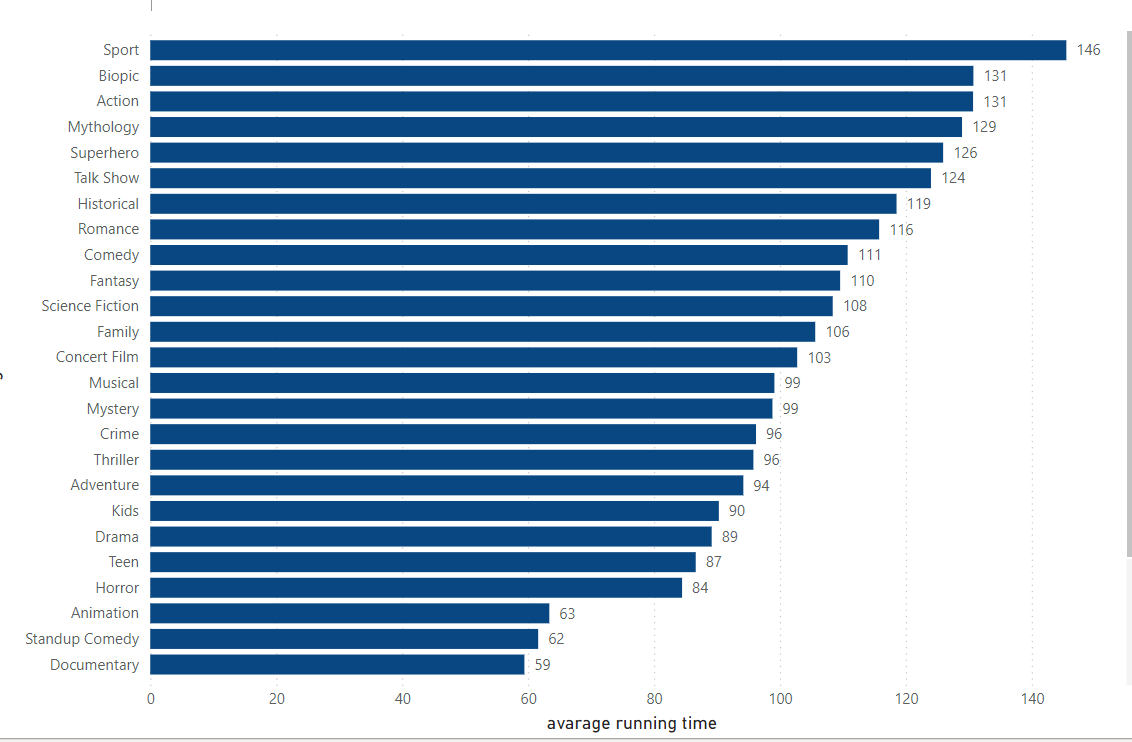 Sport 146
Biopic 131
Action 131
Mythology 129
Superhero 126
Talk Show 124
Historical 119
Romance 116
Comedy 111
Fantasy 110
Science Fiction 108
Family 106
Concert Film 103
Musical 99
Mystery 99
Crime 96
Thriller 96
Adventure 94
Kids 90
Drama 89
Teen 87
Horror 84
Animation 63
Standup Comedy 62
Documentary 59
0 20 40 60 80 100 120 140
avarage running time